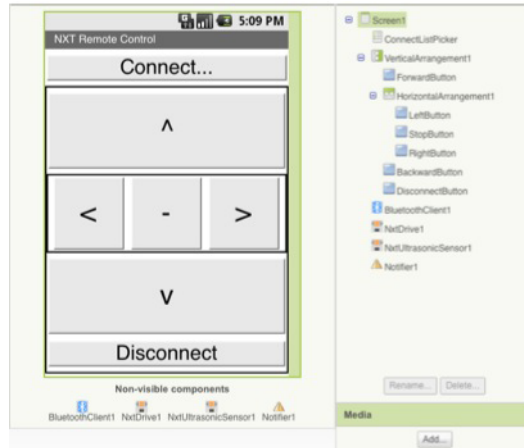 5:09 PM
NXT Remote Control
Connect...
^
< - >
v
Disconnect
Non-visible components
BluetoothClient1 NxtDrive1 NxtUltrasonicSensor1 Notifier1
Screen1
ConnectListPicker
VerticalArrangement1
ForwardButton
HorizontalArrangement1
LeftButton
StopButton
RightButton
BackwardButton
DisconnectButton
BluetoothClient1
NxtDrive1
NxtUltrasonicSensor1
Notifier1
Rename... Delete...
Media
Add...